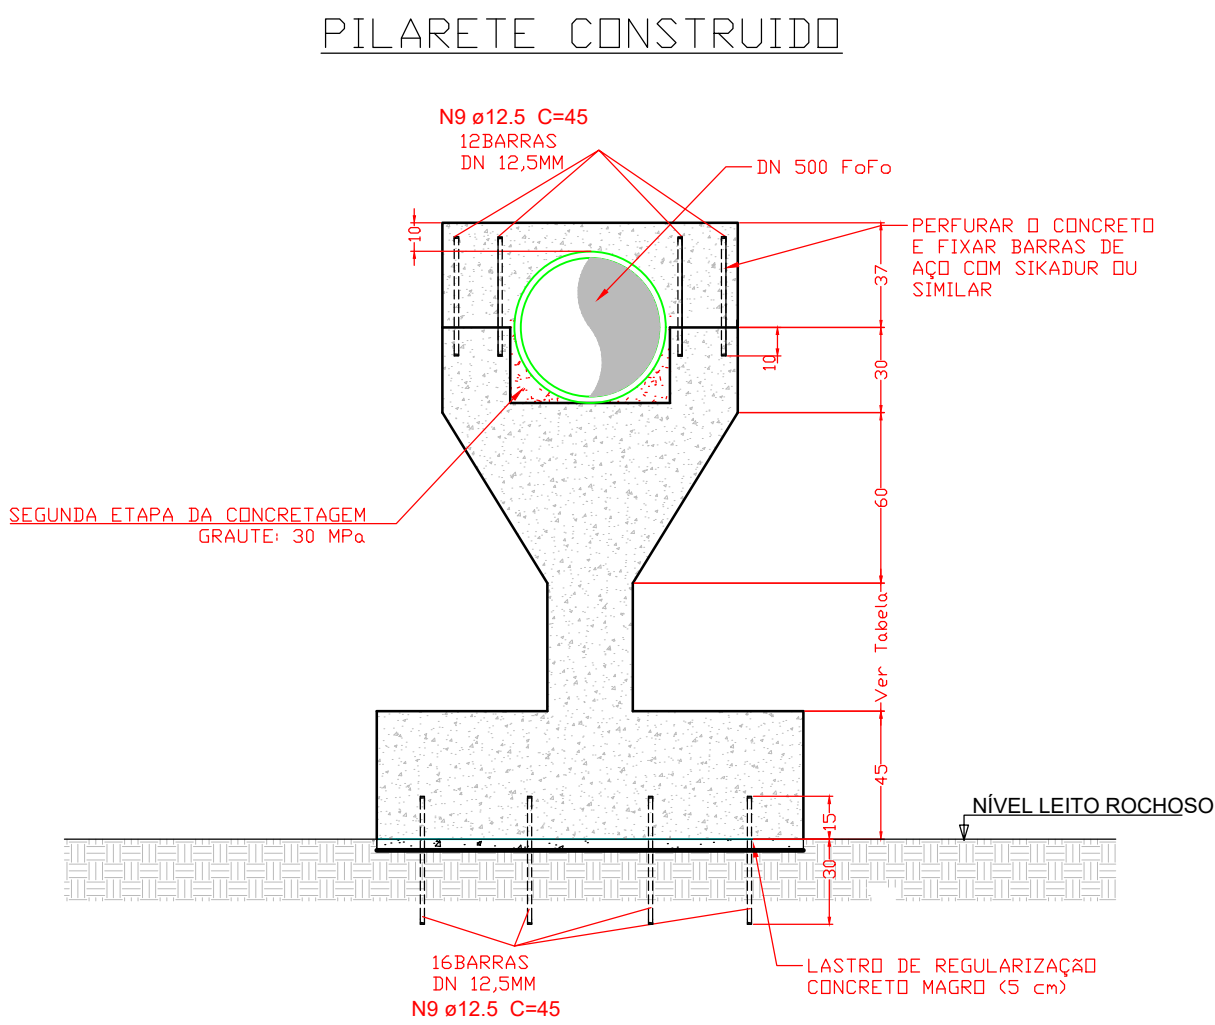 PILARETE CONSTRUIDO
N9 ø12.5 C=45
12BARRAS
DN 12,5MM
DN 500 FoFo
PERFURAR O CONCRETO
E FIXAR BARRAS DE
AÇO COM SIKADUR OU
SIMILAR
10
37
10
30
60
SEGUNDA ETAPA DA CONCRETAGEM
GRAUTE: 30 MPa
Ver Tabela
45
15
30
NÍVEL LEITO ROCHOSO
16BARRAS
DN 12,5MM
N9 ø12.5 C=45
LASTRO DE REGULARIZAÇÃO
CONCRETO MAGRO (5 cm)